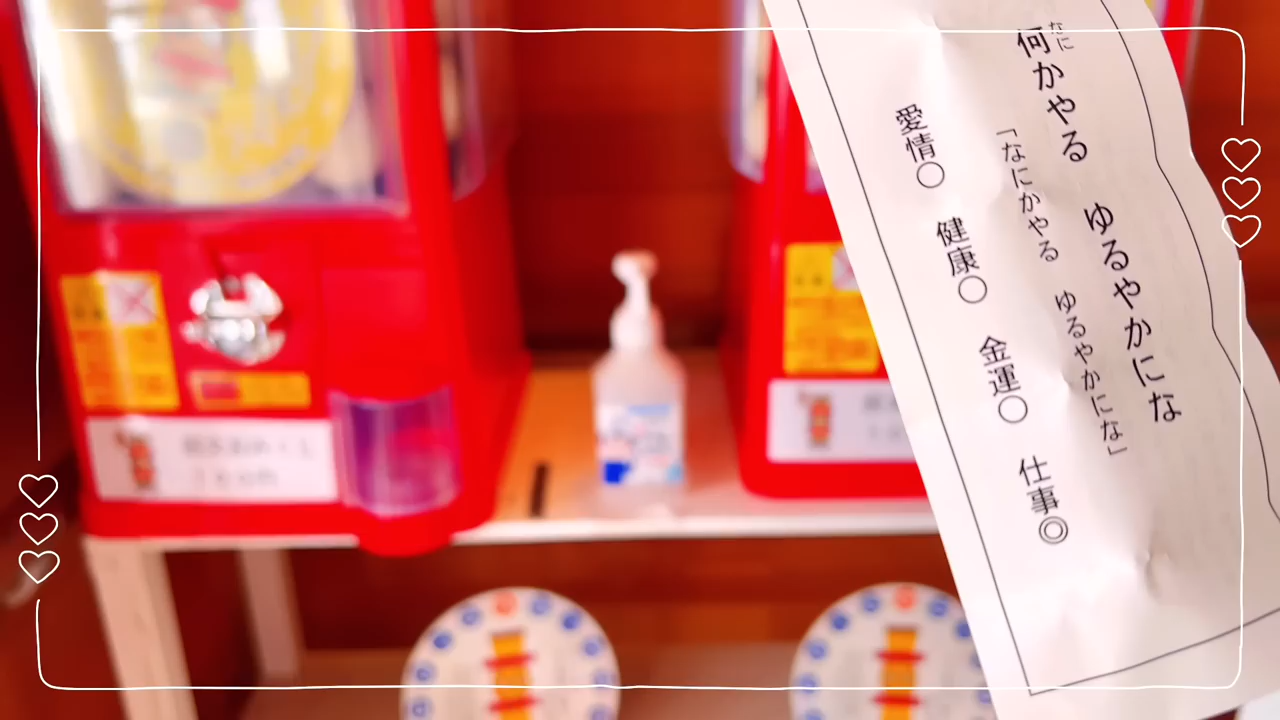 何かやる　ゆるやかにな
なに
「なにかやる　ゆるやかにな」
愛情○　健康○　金運○　仕事◎